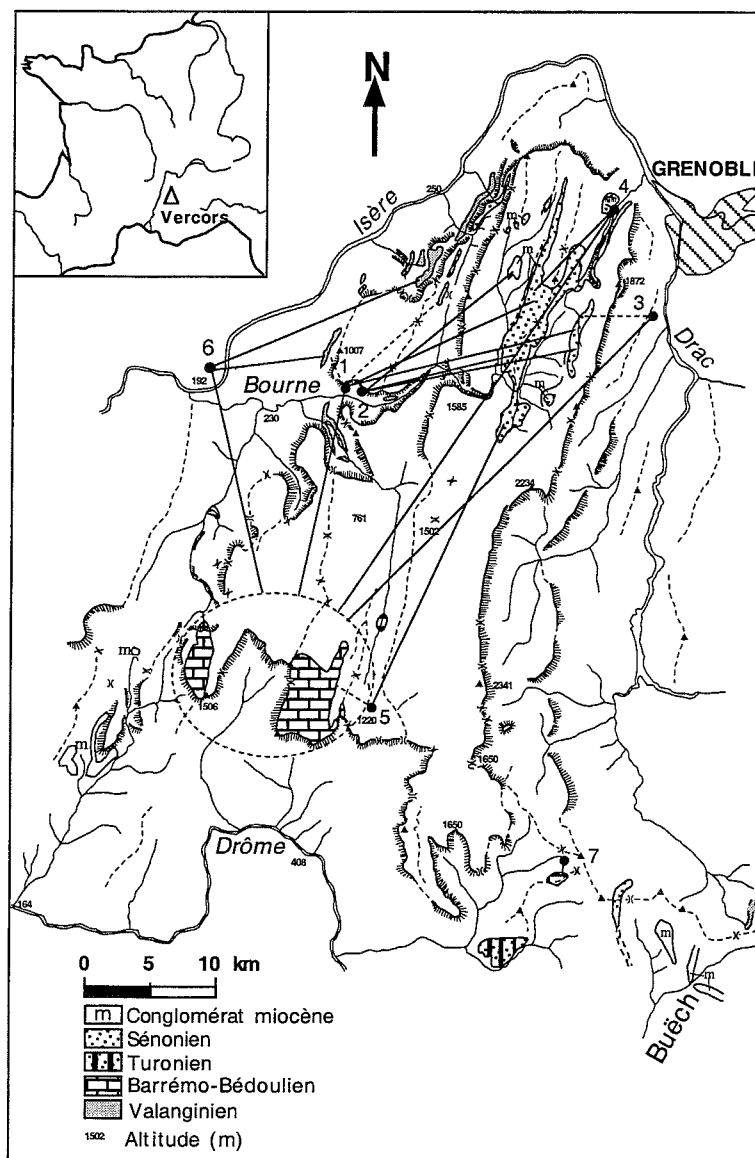 Vercors
N
GRENOBLE
4
Isère
250
m
m
1872
3
6
1007
Drac
192
Bourne
1
2
m
230
1585
2234
761
1502
m
1506
5
1220
2341
m
1650
1650
Drôme
408
7
164
m
m
0 5 10 km
Buëch
m Conglomérat miocène
Sénonien
Turonien
Barrémo-Bédoulien
Valanginien
1502 Altitude (m)